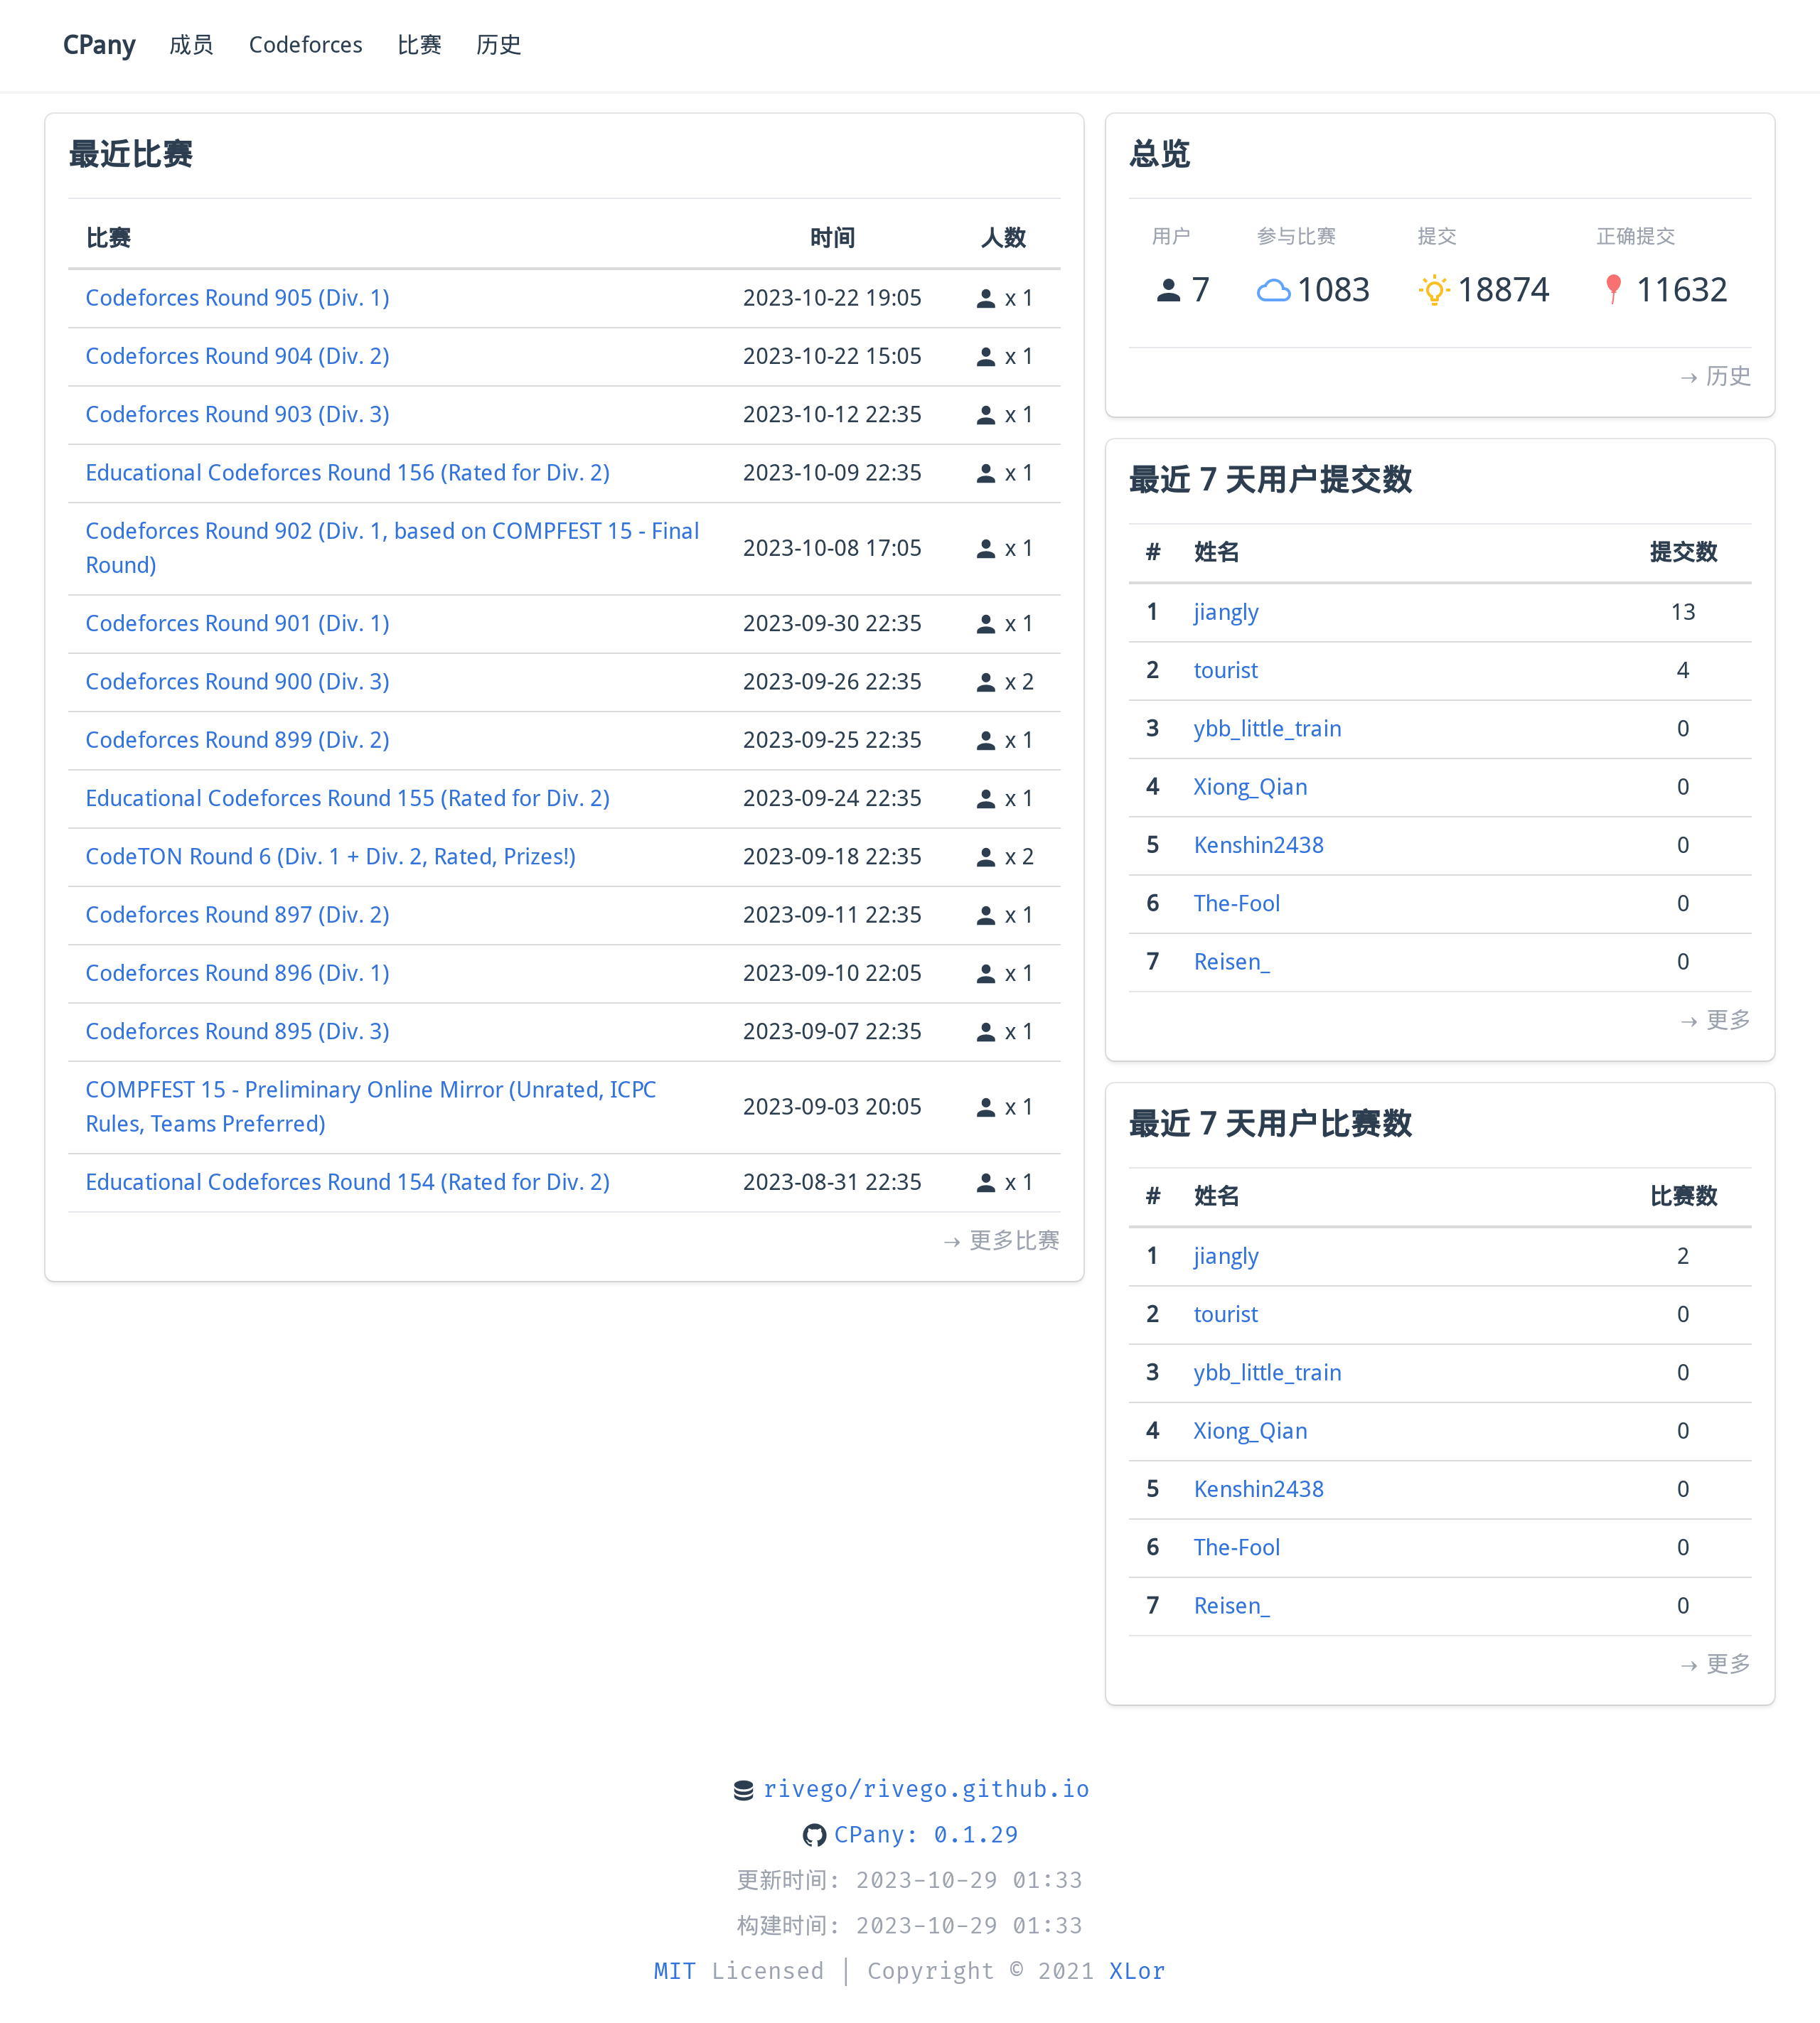 CPany 成员 Codeforces 比赛 历史
最近比赛
比赛 时间 人数
Codeforces Round 905 (Div. 1) 2023-10-22 19:05 x 1
Codeforces Round 904 (Div. 2) 2023-10-22 15:05 x 1
Codeforces Round 903 (Div. 3) 2023-10-12 22:35 x 1
Educational Codeforces Round 156 (Rated for Div. 2) 2023-10-09 22:35 x 1
Codeforces Round 902 (Div. 1, based on COMPFEST 15 - Final
Round) 2023-10-08 17:05 x 1
Codeforces Round 901 (Div. 1) 2023-09-30 22:35 x 1
Codeforces Round 900 (Div. 3) 2023-09-26 22:35 x 2
Codeforces Round 899 (Div. 2) 2023-09-25 22:35 x 1
Educational Codeforces Round 155 (Rated for Div. 2) 2023-09-24 22:35 x 1
CodeTON Round 6 (Div. 1 + Div. 2, Rated, Prizes!) 2023-09-18 22:35 x 2
Codeforces Round 897 (Div. 2) 2023-09-11 22:35 x 1
Codeforces Round 896 (Div. 1) 2023-09-10 22:05 x 1
Codeforces Round 895 (Div. 3) 2023-09-07 22:35 x 1
COMPFEST 15 - Preliminary Online Mirror (Unrated, ICPC
Rules, Teams Preferred) 2023-09-03 20:05 x 1
Educational Codeforces Round 154 (Rated for Div. 2) 2023-08-31 22:35 x 1
→ 更多比赛
总览
用户 参与比赛 提交 正确提交
7 1083 18874 11632
→ 历史
最近 7 天用户提交数
# 姓名 提交数
1 jiangly 13
2 tourist 4
3 ybb_little_train 0
4 Xiong_Qian 0
5 Kenshin2438 0
6 The-Fool 0
7 Reisen_ 0
→ 更多
最近 7 天用户比赛数
# 姓名 比赛数
1 jiangly 2
2 tourist 0
3 ybb_little_train 0
4 Xiong_Qian 0
5 Kenshin2438 0
6 The-Fool 0
7 Reisen_ 0
→ 更多
rivego/rivego.github.io
CPany: 0.1.29
更新时间: 2023-10-29 01:33
构建时间: 2023-10-29 01:33
MIT Licensed | Copyright © 2021 XLor